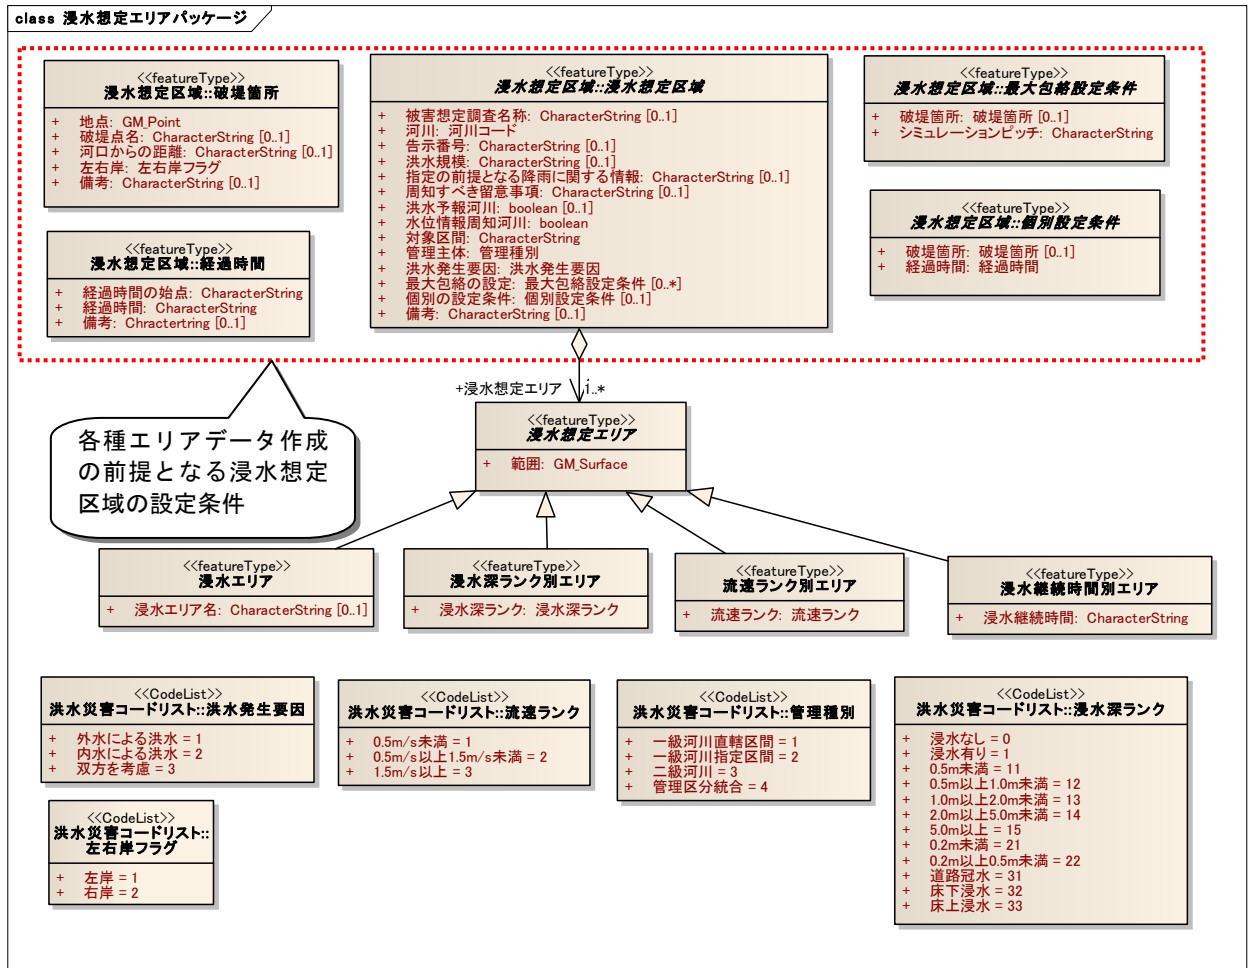 class 浸水想定エリアパッケージ
<<featureType>>
浸水想定区域::破堤箇所
+ 地点: GM_Point
+ 破堤点名: CharacterString [0..1]
+ 河口からの距離: CharacterString [0..1]
+ 左右岸: 左右岸フラグ
+ 備考: CharacterString [0..1]
<<featureType>>
浸水想定区域::経過時間
+ 経過時間の始点: CharacterString
+ 経過時間: CharacterString
+ 備考: Chractertring [0..1]
<<featureType>>
浸水想定区域::浸水想定区域
+ 被害想定調査名称: CharacterString [0..1]
+ 河川: 河川コード
+ 告示番号: CharacterString [0..1]
+ 洪水規模: CharacterString [0..1]
+ 指定の前提となる降雨に関する情報: CharacterString [0..1]
+ 周知すべき留意事項: CharacterString [0..1]
+ 洪水予報河川: boolean [0..1]
+ 水位情報周知河川: boolean
+ 対象区間: CharacterString
+ 管理主体: 管理種別
+ 洪水発生要因: 洪水発生要因
+ 最大包絡の設定: 最大包絡設定条件 [0..*]
+ 個別の設定条件: 個別設定条件 [0..1]
+ 備考: CharacterString [0..1]
<<featureType>>
浸水想定区域::最大包絡設定条件
+ 破堤箇所: 破堤箇所 [0..1]
+ シミュレーションピッチ: CharacterString
<<featureType>>
浸水想定区域::個別設定条件
+ 破堤箇所: 破堤箇所 [0..1]
+ 経過時間: 経過時間
+浸水想定エリア 1..*
各種エリアデータ作成
の前提となる浸水想定
区域の設定条件
<<featureType>>
浸水想定エリア
+ 範囲: GM_Surface
<<featureType>>
浸水エリア
+ 浸水エリア名: CharacterString [0..1]
<<featureType>>
浸水深ランク別エリア
+ 浸水深ランク: 浸水深ランク
<<featureType>>
流速ランク別エリア
+ 流速ランク: 流速ランク
<<featureType>>
浸水継続時間別エリア
+ 浸水継続時間: CharacterString
<<CodeList>>
洪水災害コードリスト::洪水発生要因
+ 外水による洪水 = 1
+ 内水による洪水 = 2
+ 双方を考慮 = 3
<<CodeList>>
洪水災害コードリスト::流速ランク
+ 0.5m/s未満 = 1
+ 0.5m/s以上1.5m/s未満 = 2
+ 1.5m/s以上 = 3
<<CodeList>>
洪水災害コードリスト::管理種別
+ 一級河川直轄区間 = 1
+ 一級河川指定区間 = 2
+ 二級河川 = 3
+ 管理区分統合 = 4
<<CodeList>>
洪水災害コードリスト::浸水深ランク
+ 浸水なし = 0
+ 浸水有り = 1
+ 0.5m未満 = 11
+ 0.5m以上1.0m未満 = 12
+ 1.0m以上2.0m未満 = 13
+ 2.0m以上5.0m未満 = 14
+ 5.0m以上 = 15
+ 0.2m未満 = 21
+ 0.2m以上0.5m未満 = 22
+ 道路冠水 = 31
+ 床下浸水 = 32
+ 床上浸水 = 33
<<CodeList>>
洪水災害コードリスト::
左右岸フラグ
+ 左岸 = 1
+ 右岸 = 2